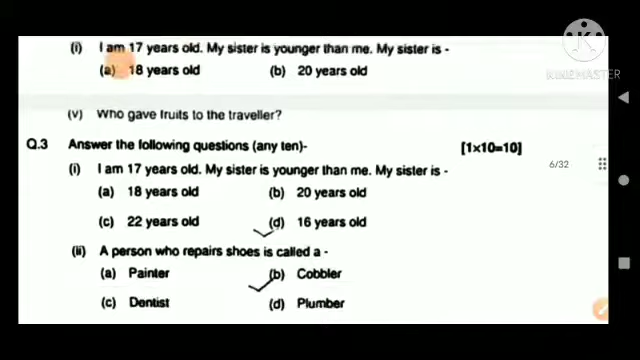 (i) I am 17 years old. My sister is younger than me. My sister is -
(a) 18 years old (b) 20 years old
(v) Who gave fruits to the traveller?
Q.3 Answer the following questions (any ten)- [1×10=10]
(i) I am 17 years old. My sister is younger than me. My sister is -
(a) 18 years old (b) 20 years old
(c) 22 years old (d) 16 years old
(ii) A person who repairs shoes is called a -
(a) Painter (b) Cobbler
(c) Dentist (d) Plumber
6/32
KINEMASTER